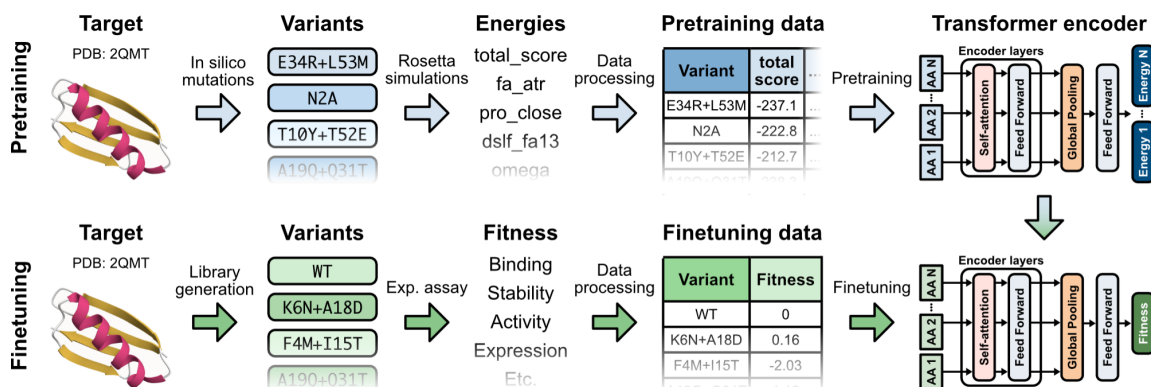 Pretraining
Target
PDB: 2QMT
In silico
mutations
Variants
E34R+L53M
N2A
T10Y+T52E
A19Q+Q31T
Rosetta
simulations
Energies
total_score
fa_atr
pro_close
dslf_fa13
omega
Data
processing
Pretraining data
Variant
total
score
...
E34R+L53M
-237.1
...
N2A
-222.8
...
T10Y+T52E
-212.7
...
Pretraining
Transformer encoder
Encoder layers
AA N
AA 2
AA 1
Self-attention
Feed Forward
Global Pooling
Feed Forward
Energy N
Energy 1
Finetuning
Target
PDB: 2QMT
Library
generation
Variants
WT
K6N+A18D
F4M+I15T
A19Q+Q31T
Exp. assay
Fitness
Binding
Stability
Activity
Expression
Etc.
Data
processing
Finetuning data
Variant
Fitness
WT
0
K6N+A18D
0.16
F4M+I15T
-2.03
Finetuning
Encoder layers
AA N
AA 2
AA 1
Self-attention
Feed Forward
Global Pooling
Feed Forward
Fitness